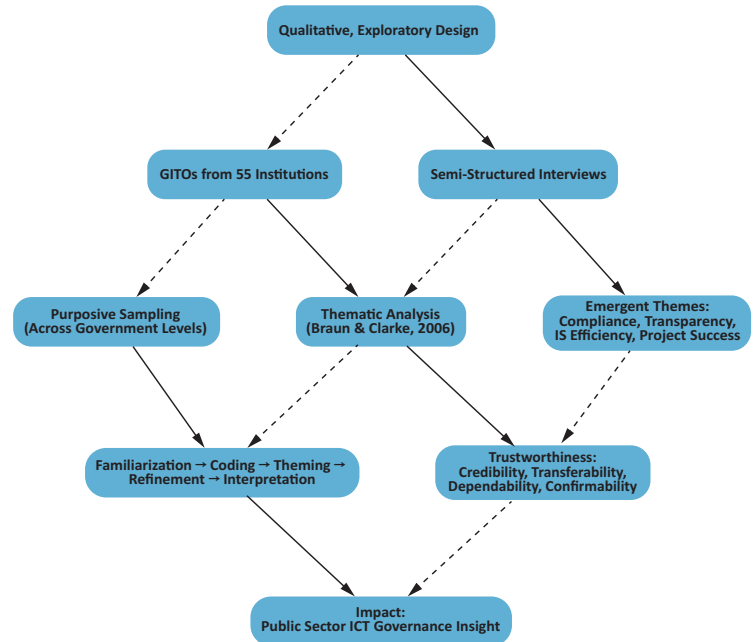 Qualitative, Exploratory Design
GITOs from 55 Institutions
Semi-Structured Interviews
Purposive Sampling
(Across Government Levels)
Thematic Analysis
(Braun & Clarke, 2006)
Emergent Themes:
Compliance, Transparency,
IS Efficiency, Project Success
Familiarization → Coding → Theming →
Refinement → Interpretation
Trustworthiness:
Credibility, Transferability,
Dependability, Confirmability
Impact:
Public Sector ICT Governance Insight